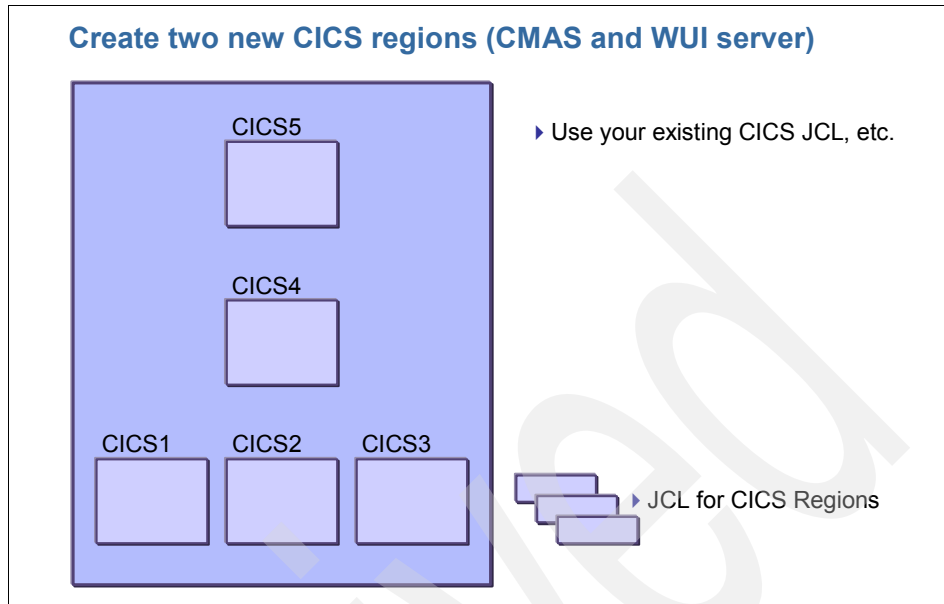 Create two new CICS regions (CMAS and WUI server)
CICS5
Use your existing CICS JCL, etc.
CICS4
CICS1 CICS2 CICS3
JCL for CICS Regions